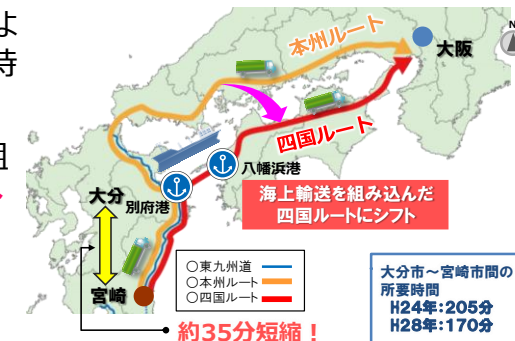 よ
時
組
本州ルート
大阪
N
四国ルート
八幡浜港
別府港
大分
宮崎
海上輸送を組み込んだ
四国ルートにシフト
○東九州道
○本州ルート
○四国ルート
約35分短縮！
大分市～宮崎市間の
所要時間
H24年:205分
H28年:170分